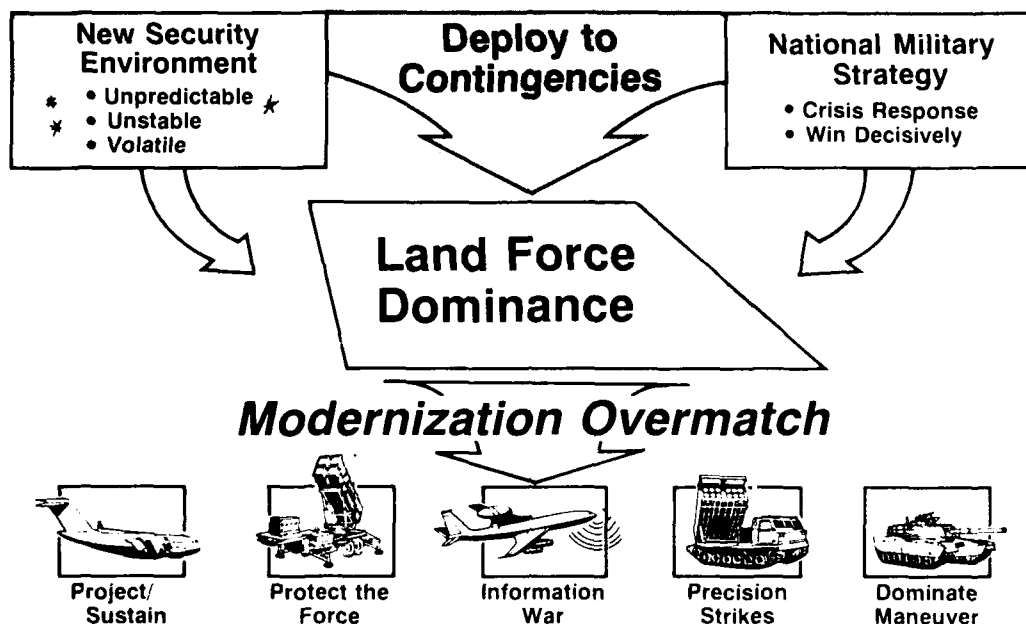 New Security
Environment
• Unpredictable
• Unstable
• Volatile
Deploy to
Contingencies
National Military
Strategy
• Crisis Response
• Win Decisively
Land Force
Dominance
Modernization Overmatch
Project/
Sustain
Protect the
Force
Information
War
Precision
Strikes
Dominate
Maneuver